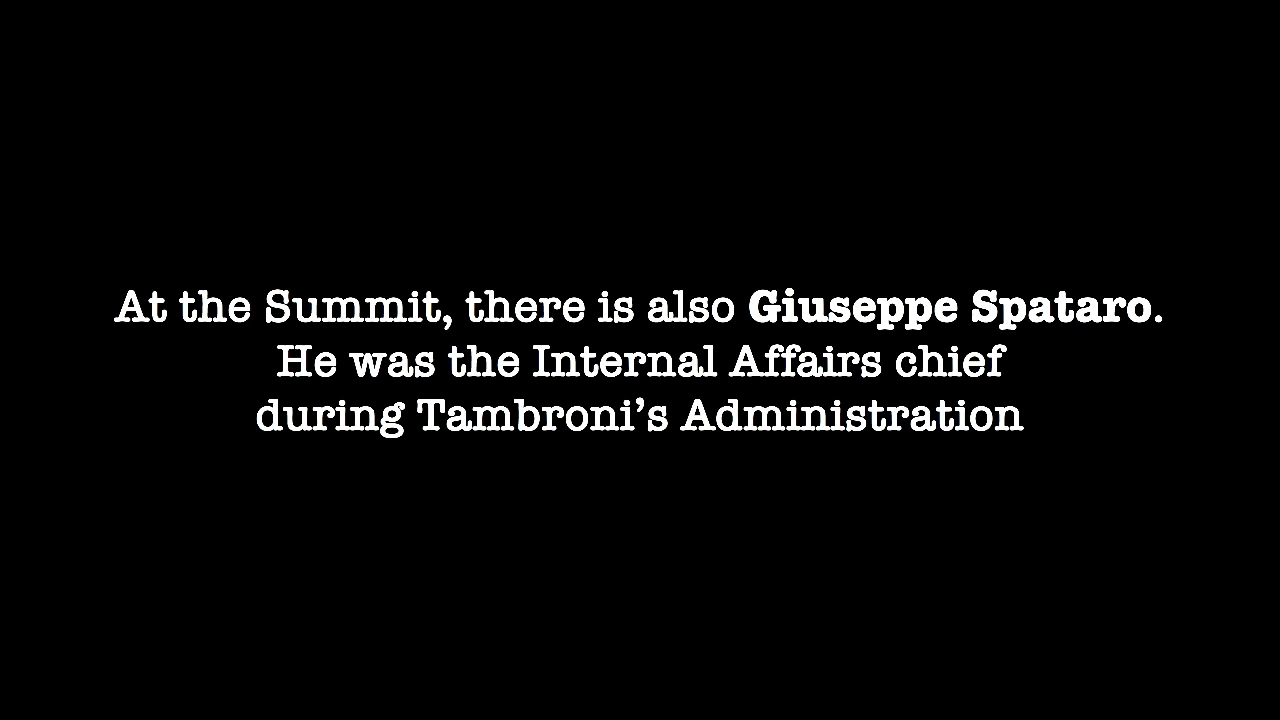 At the Summit, there is also Giuseppe Spataro.
He was the Internal Affairs chief
during Tambroni’s Administration